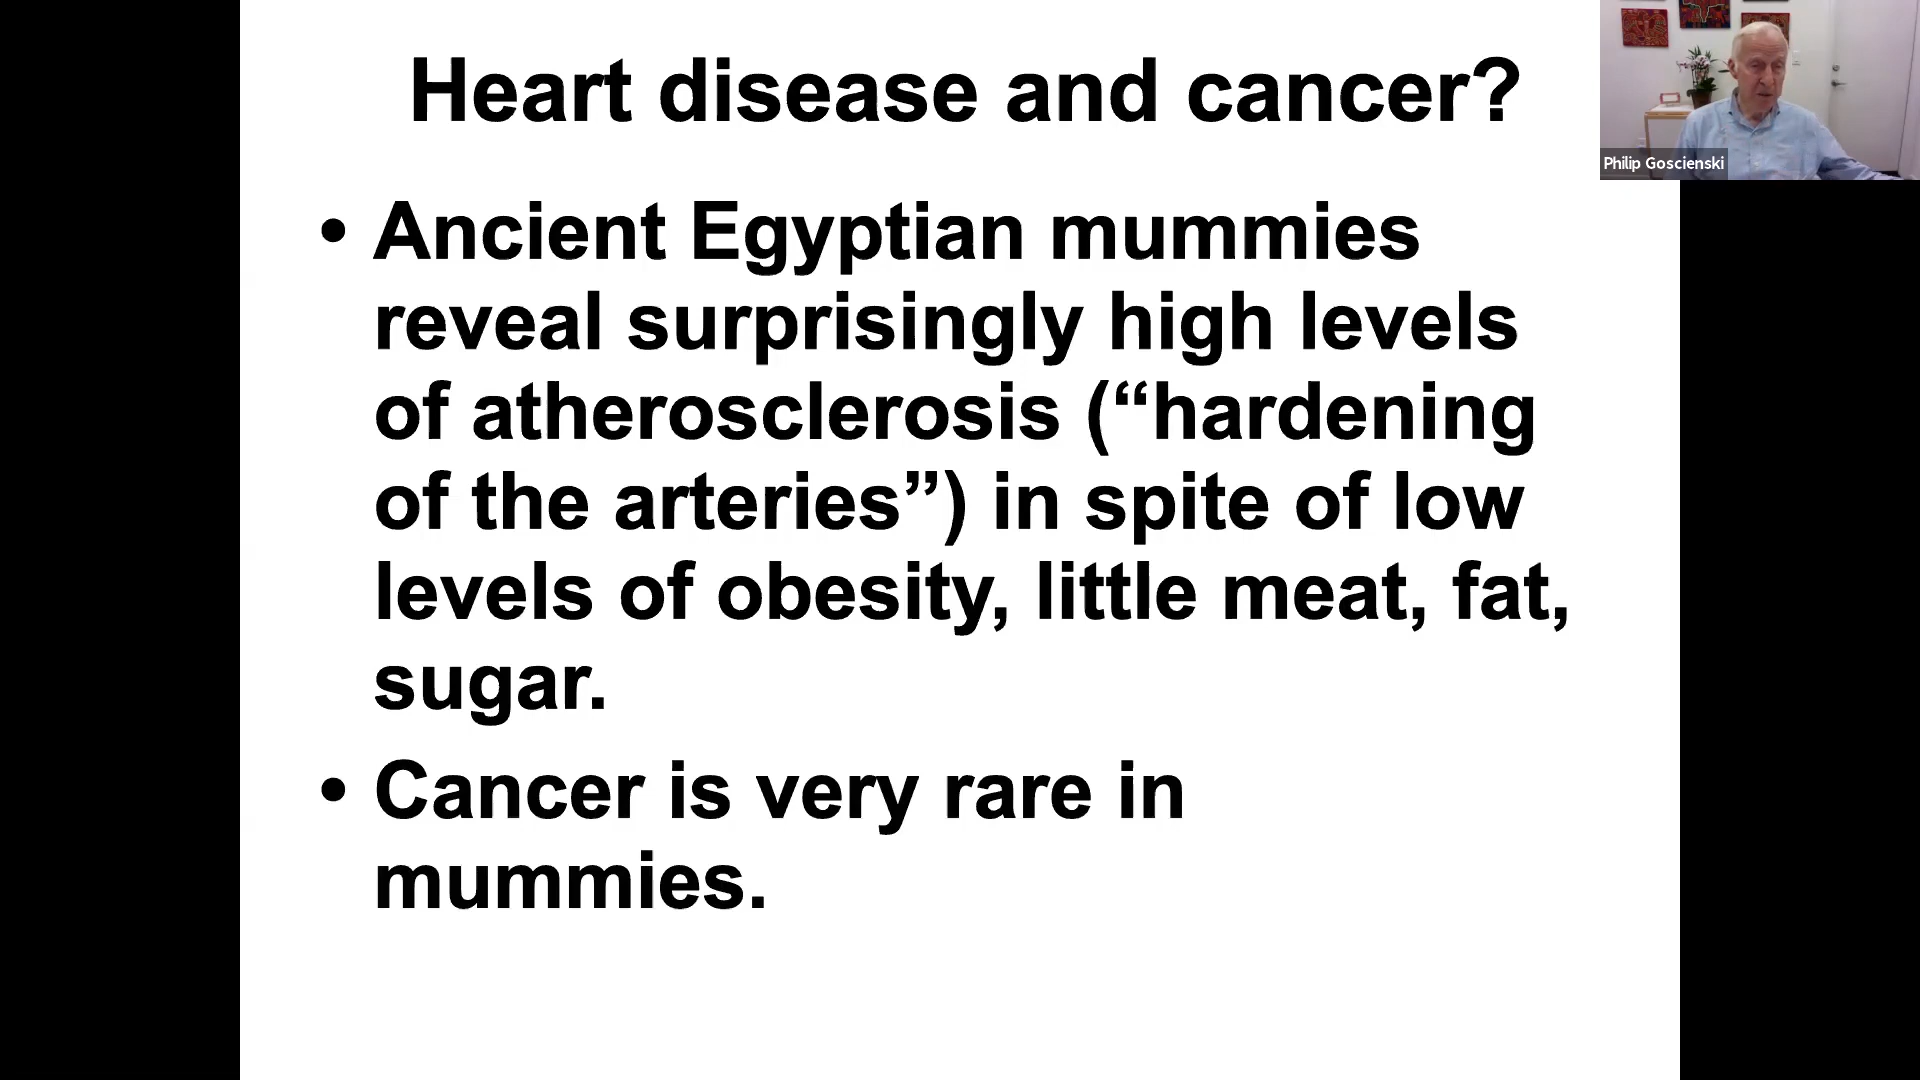 Heart disease and cancer?
• Ancient Egyptian mummies
reveal surprisingly high levels
of atherosclerosis (“hardening
of the arteries”) in spite of low
levels of obesity, little meat, fat,
sugar.
• Cancer is very rare in
mummies.
Philip Goscienski